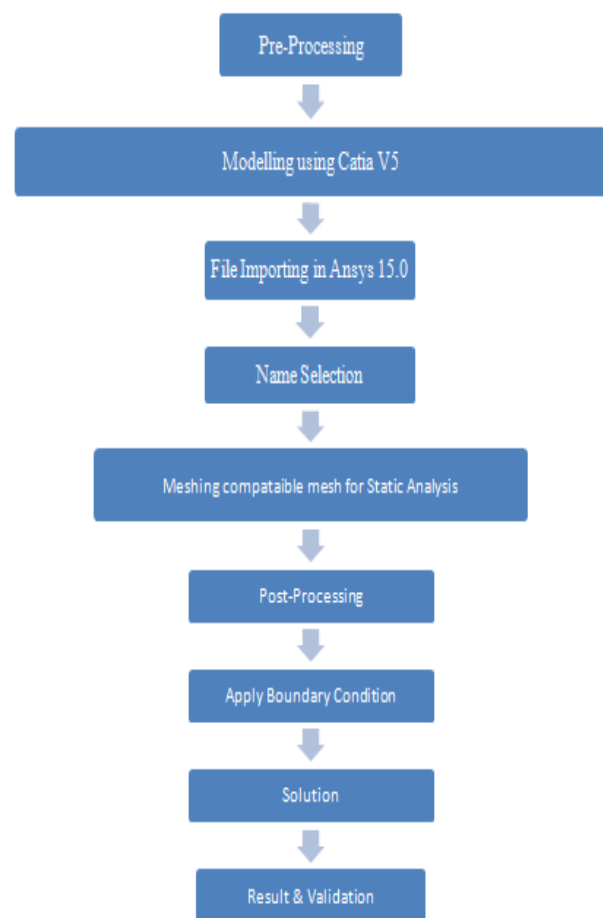 Pre-Processing
Modelling using Catia V5
File Importing in Ansys 15.0
Name Selection
Meshing compataible mesh for Static Analysis
Post-Processing
Apply Boundary Condition
Solution
Result & Validation